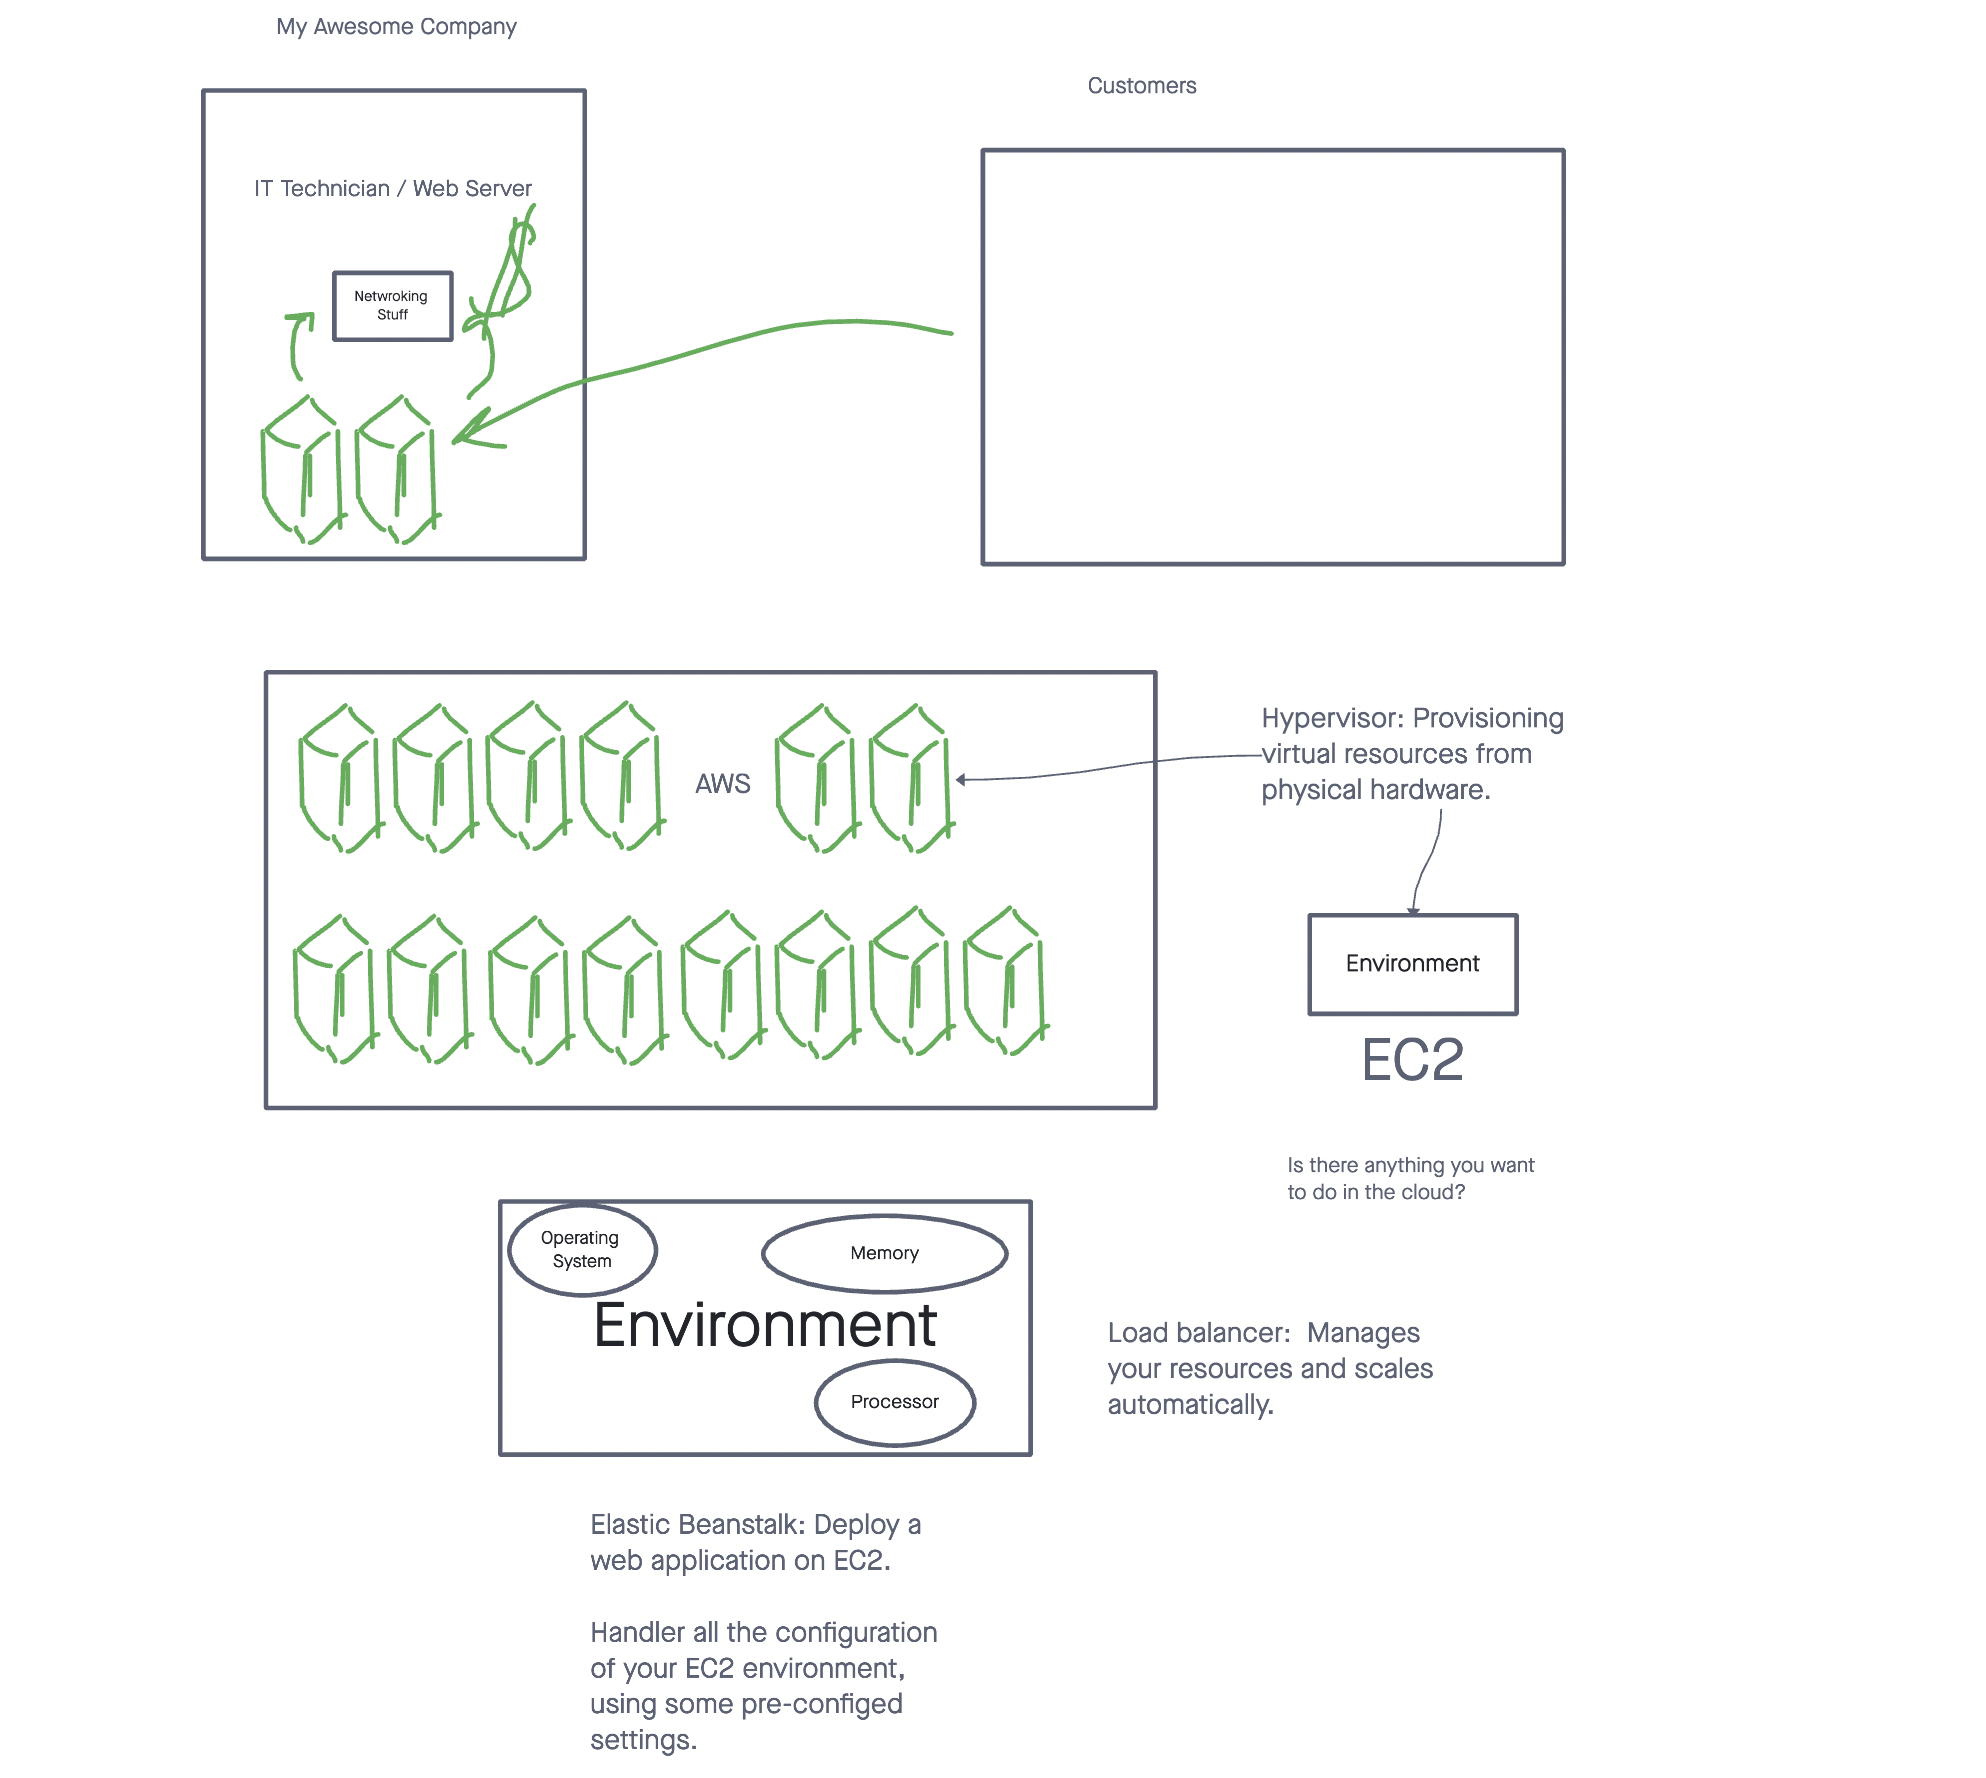 My Awesome Company
Customers
IT Technician / Web Server
Netwroking
Stuff
AWS
Hypervisor: Provisioning
virtual resources from
physical hardware.
Environment
EC2
Is there anything you want
to do in the cloud?
Operating
System
Memory
Environment
Processor
Load balancer:  Manages
your resources and scales
automatically.
Elastic Beanstalk: Deploy a
web application on EC2.
Handler all the configuration
of your EC2 environment,
using some pre-configed
settings.